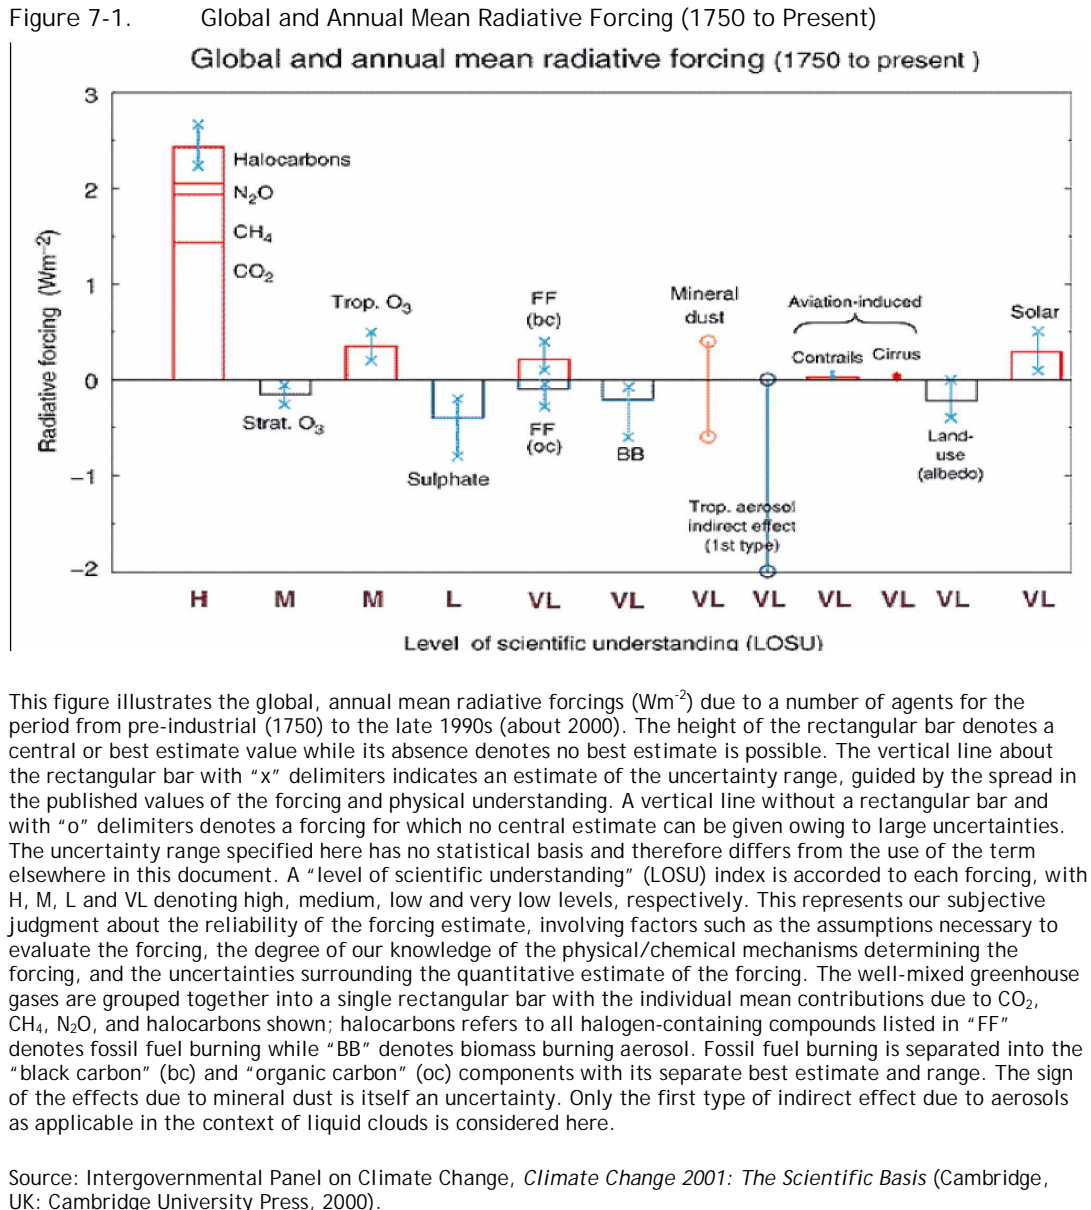 Figure 7-1. Global and Annual Mean Radiative Forcing (1750 to Present)
Global and annual mean radiative forcing (1750 to present )
Radiative forcing (Wm⁻²)
3
2
1
0
−1
−2
Halocarbons
N₂O
CH₄
CO₂
Strat. O₃
Trop. O₃
Sulphate
FF
(bc)
FF
(oc)
BB
Mineral
dust
Trop. aerosol
indirect effect
(1st type)
Aviation-induced
Contrails Cirrus
Land-
use
(albedo)
Solar
H M M L VL VL VL VL VL VL VL VL
Level of scientific understanding (LOSU)
This figure illustrates the global, annual mean radiative forcings (Wm⁻²) due to a number of agents for the
period from pre-industrial (1750) to the late 1990s (about 2000). The height of the rectangular bar denotes a
central or best estimate value while its absence denotes no best estimate is possible. The vertical line about
the rectangular bar with “x” delimiters indicates an estimate of the uncertainty range, guided by the spread in
the published values of the forcing and physical understanding. A vertical line without a rectangular bar and
with “o” delimiters denotes a forcing for which no central estimate can be given owing to large uncertainties.
The uncertainty range specified here has no statistical basis and therefore differs from the use of the term
elsewhere in this document. A “level of scientific understanding” (LOSU) index is accorded to each forcing, with
H, M, L and VL denoting high, medium, low and very low levels, respectively. This represents our subjective
judgment about the reliability of the forcing estimate, involving factors such as the assumptions necessary to
evaluate the forcing, the degree of our knowledge of the physical/chemical mechanisms determining the
forcing, and the uncertainties surrounding the quantitative estimate of the forcing. The well-mixed greenhouse
gases are grouped together into a single rectangular bar with the individual mean contributions due to CO₂,
CH₄, N₂O, and halocarbons shown; halocarbons refers to all halogen-containing compounds listed in “FF”
denotes fossil fuel burning while “BB” denotes biomass burning aerosol. Fossil fuel burning is separated into the
“black carbon” (bc) and “organic carbon” (oc) components with its separate best estimate and range. The sign
of the effects due to mineral dust is itself an uncertainty. Only the first type of indirect effect due to aerosols
as applicable in the context of liquid clouds is considered here.
Source: Intergovernmental Panel on Climate Change, Climate Change 2001: The Scientific Basis (Cambridge,
UK: Cambridge University Press, 2000).